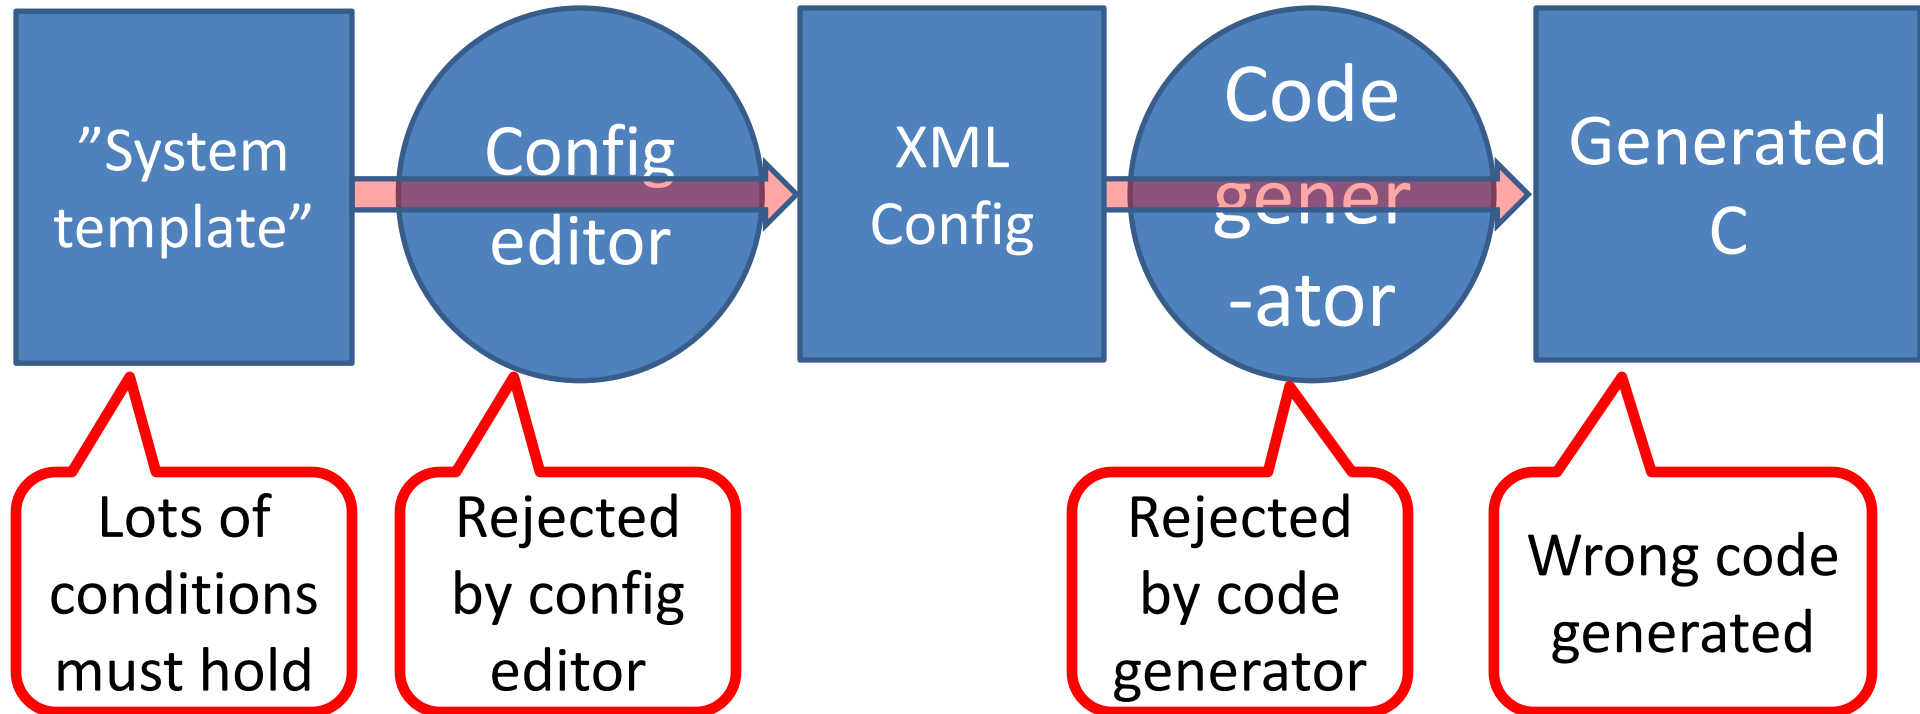 ”System
template”
Config
editor
XML
Config
Code
gener
-ator
Generated
C
Lots of
conditions
must hold
Rejected
by config
editor
Rejected
by code
generator
Wrong code
generated